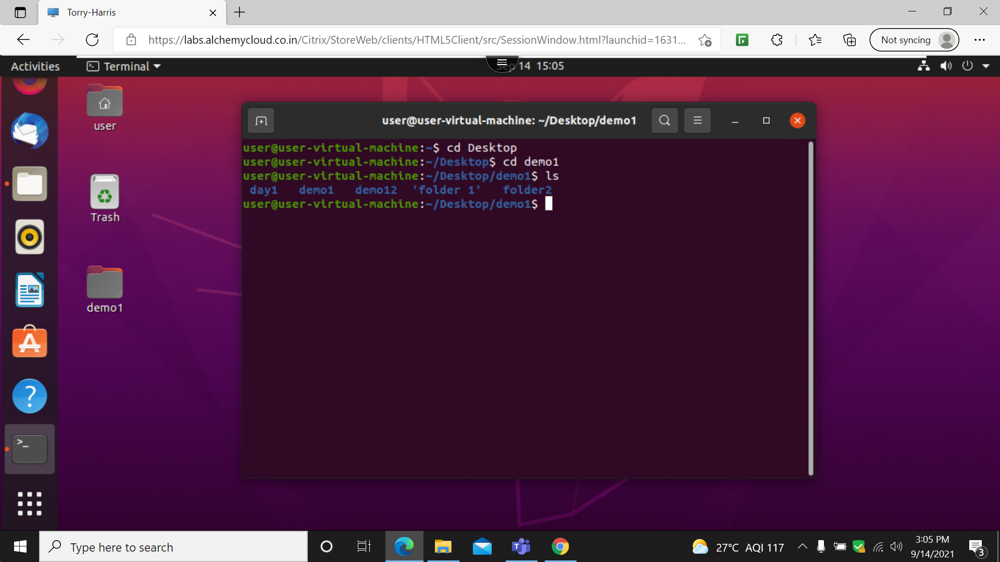 Torry-Harris
https://labs.alchemycloud.co.in/Citrix/StoreWeb/clients/HTML5Client/src/SessionWindow.html?launchid=1631...
Not syncing
Activities
Terminal
Sep 14 15:05
user
Trash
demo1
user@user-virtual-machine: ~/Desktop/demo1
user@user-virtual-machine:~$ cd Desktop
user@user-virtual-machine:~/Desktop$ cd demo1
user@user-virtual-machine:~/Desktop/demo1$ ls
day1 demo1 demo12 'folder 1' folder2
user@user-virtual-machine:~/Desktop/demo1$
Type here to search
27°C AQI 117
3:05 PM
9/14/2021
3